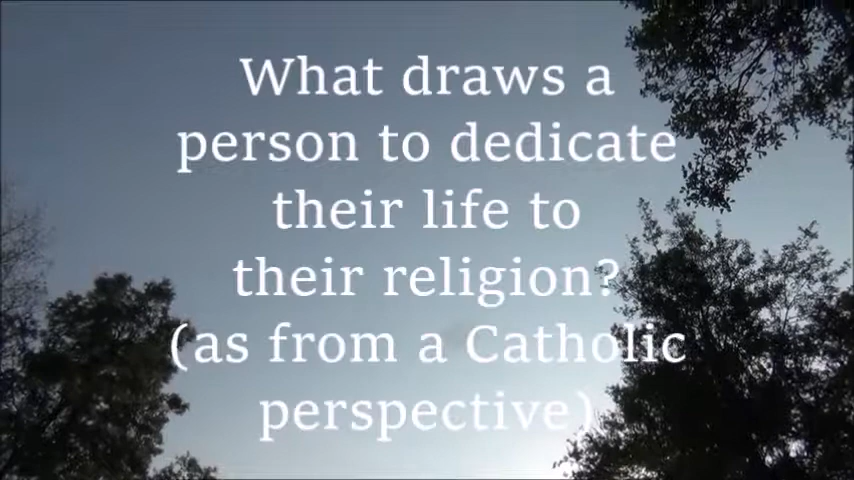 What draws a
person to dedicate
their life to
their religion?
(as from a Catholic
perspective)